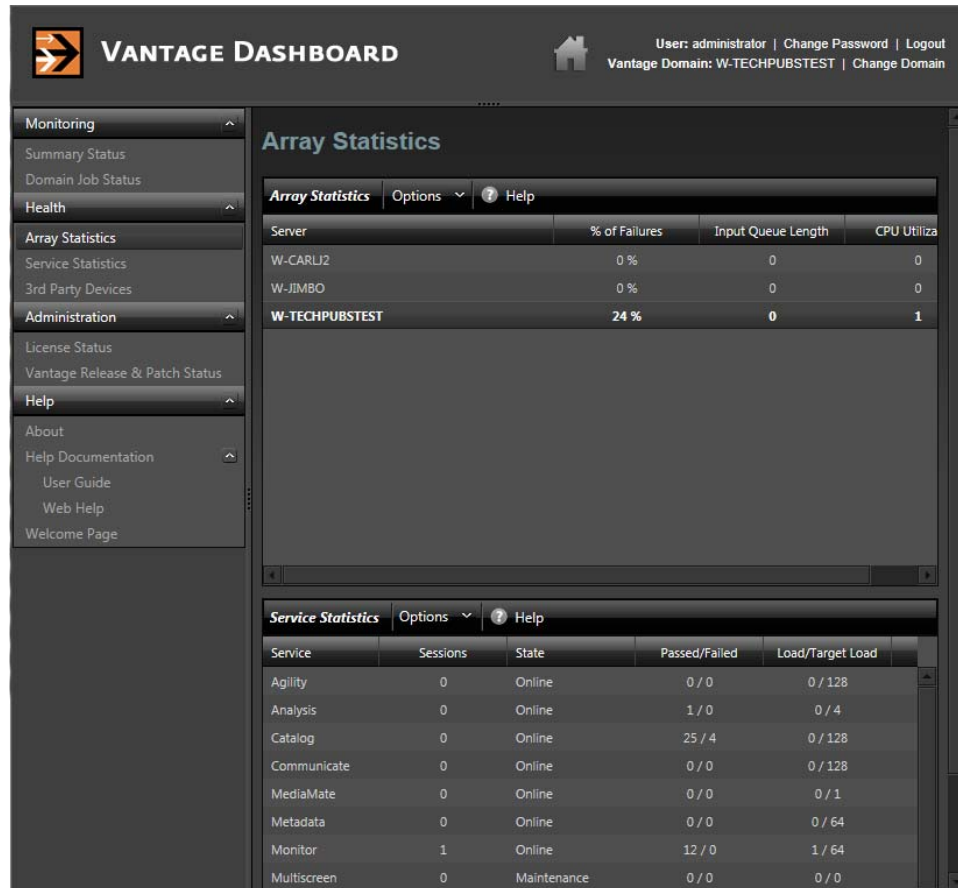 VANTAGE DASHBOARD
User: administrator | Change Password | Logout
Vantage Domain: W-TECHPUBSTEST | Change Domain
Monitoring
Summary Status
Domain Job Status
Health
Array Statistics
Service Statistics
3rd Party Devices
Administration
License Status
Vantage Release & Patch Status
Help
About
Help Documentation
User Guide
Web Help
Welcome Page
Array Statistics
Array Statistics Options ? Help
Server % of Failures Input Queue Length CPU Utiliza
W-CARLJ2 0 % 0 0
W-JIMBO 0 % 0 0
W-TECHPUBSTEST 24 % 0 1
Service Statistics Options ? Help
Service Sessions State Passed/Failed Load/Target Load
Agility 0 Online 0 / 0 0 / 128
Analysis 0 Online 1 / 0 0 / 4
Catalog 0 Online 25 / 4 0 / 128
Communicate 0 Online 0 / 0 0 / 128
MediaMate 0 Online 0 / 0 0 / 1
Metadata 0 Online 0 / 0 0 / 64
Monitor 1 Online 12 / 0 1 / 64
Multiscreen 0 Maintenance 0 / 0 0 / 0